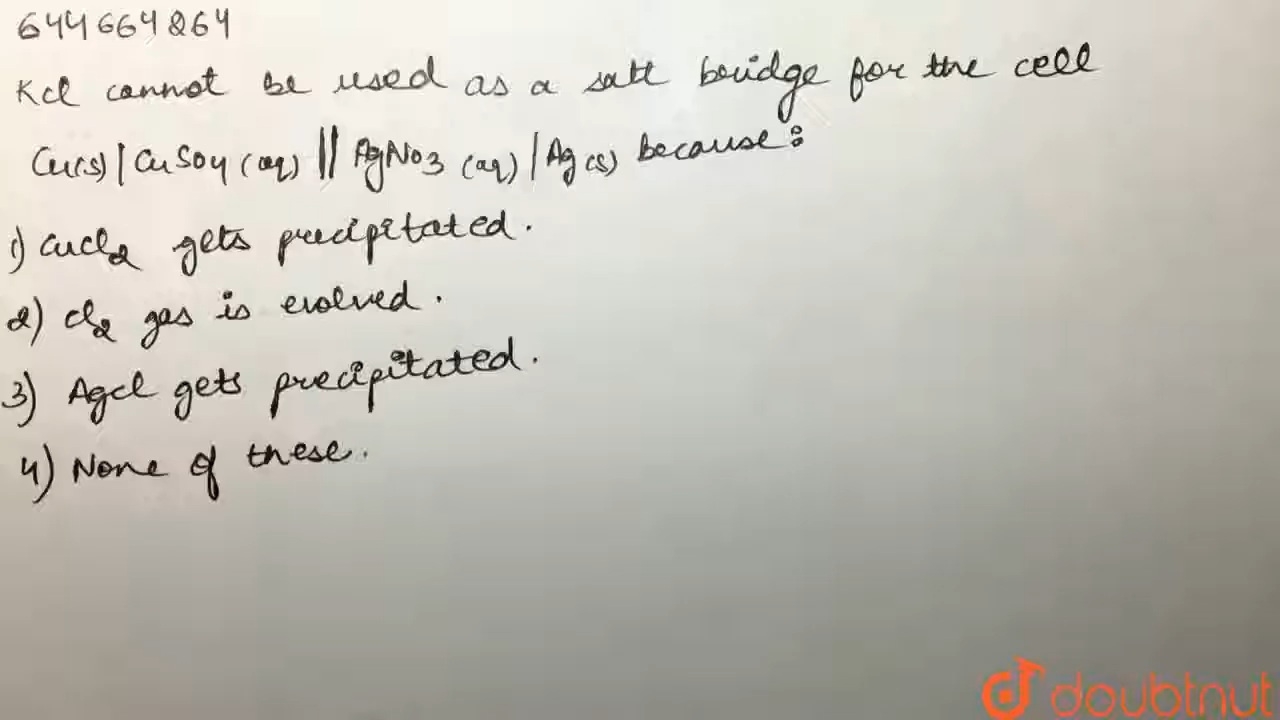 644664264
KCl cannot be used as a salt bridge for the cell
Cu(s) | CuSO4 (aq) || AgNO3 (aq) | Ag (s) because:
1) CuCl2 gets precipitated.
2) Cl2 gas is evolved.
3) AgCl gets precipitated.
4) None of these.
doubtnut